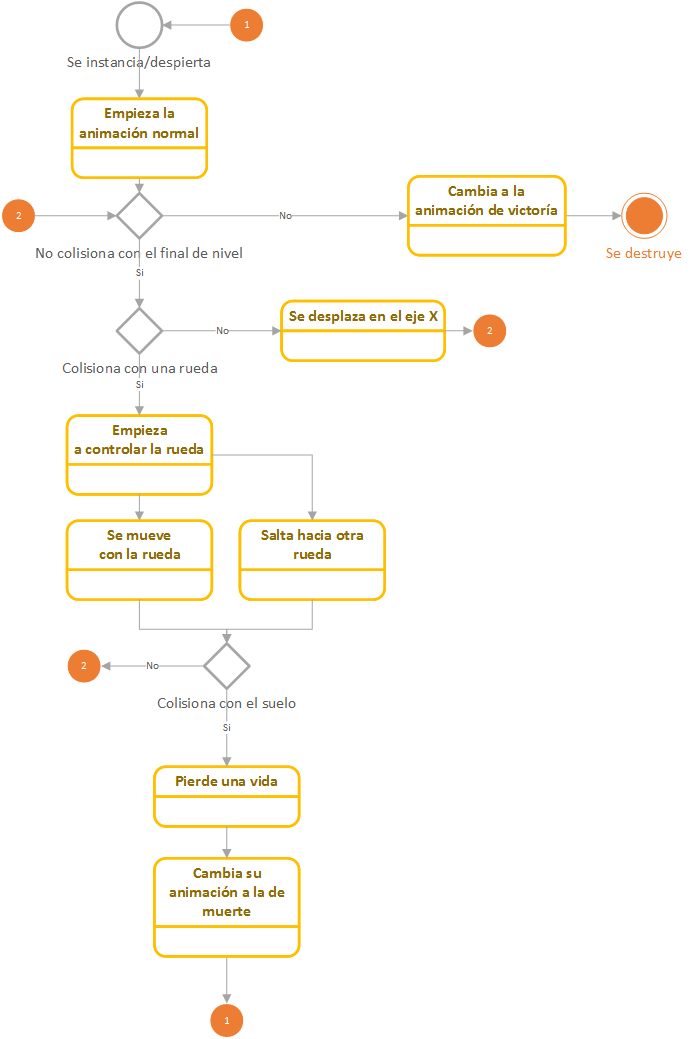 1
Se instancia/despierta
Empieza la
animación normal
2
No
Cambia a la
animación de victoría
No colisiona con el final de nivel
Se destruye
Si
No
Se desplaza en el eje X
2
Colisiona con una rueda
Si
Empieza
a controlar la rueda
Se mueve
con la rueda
Salta hacia otra
rueda
2
No
Colisiona con el suelo
Si
Pierde una vida
Cambia su
animación a la de
muerte
1